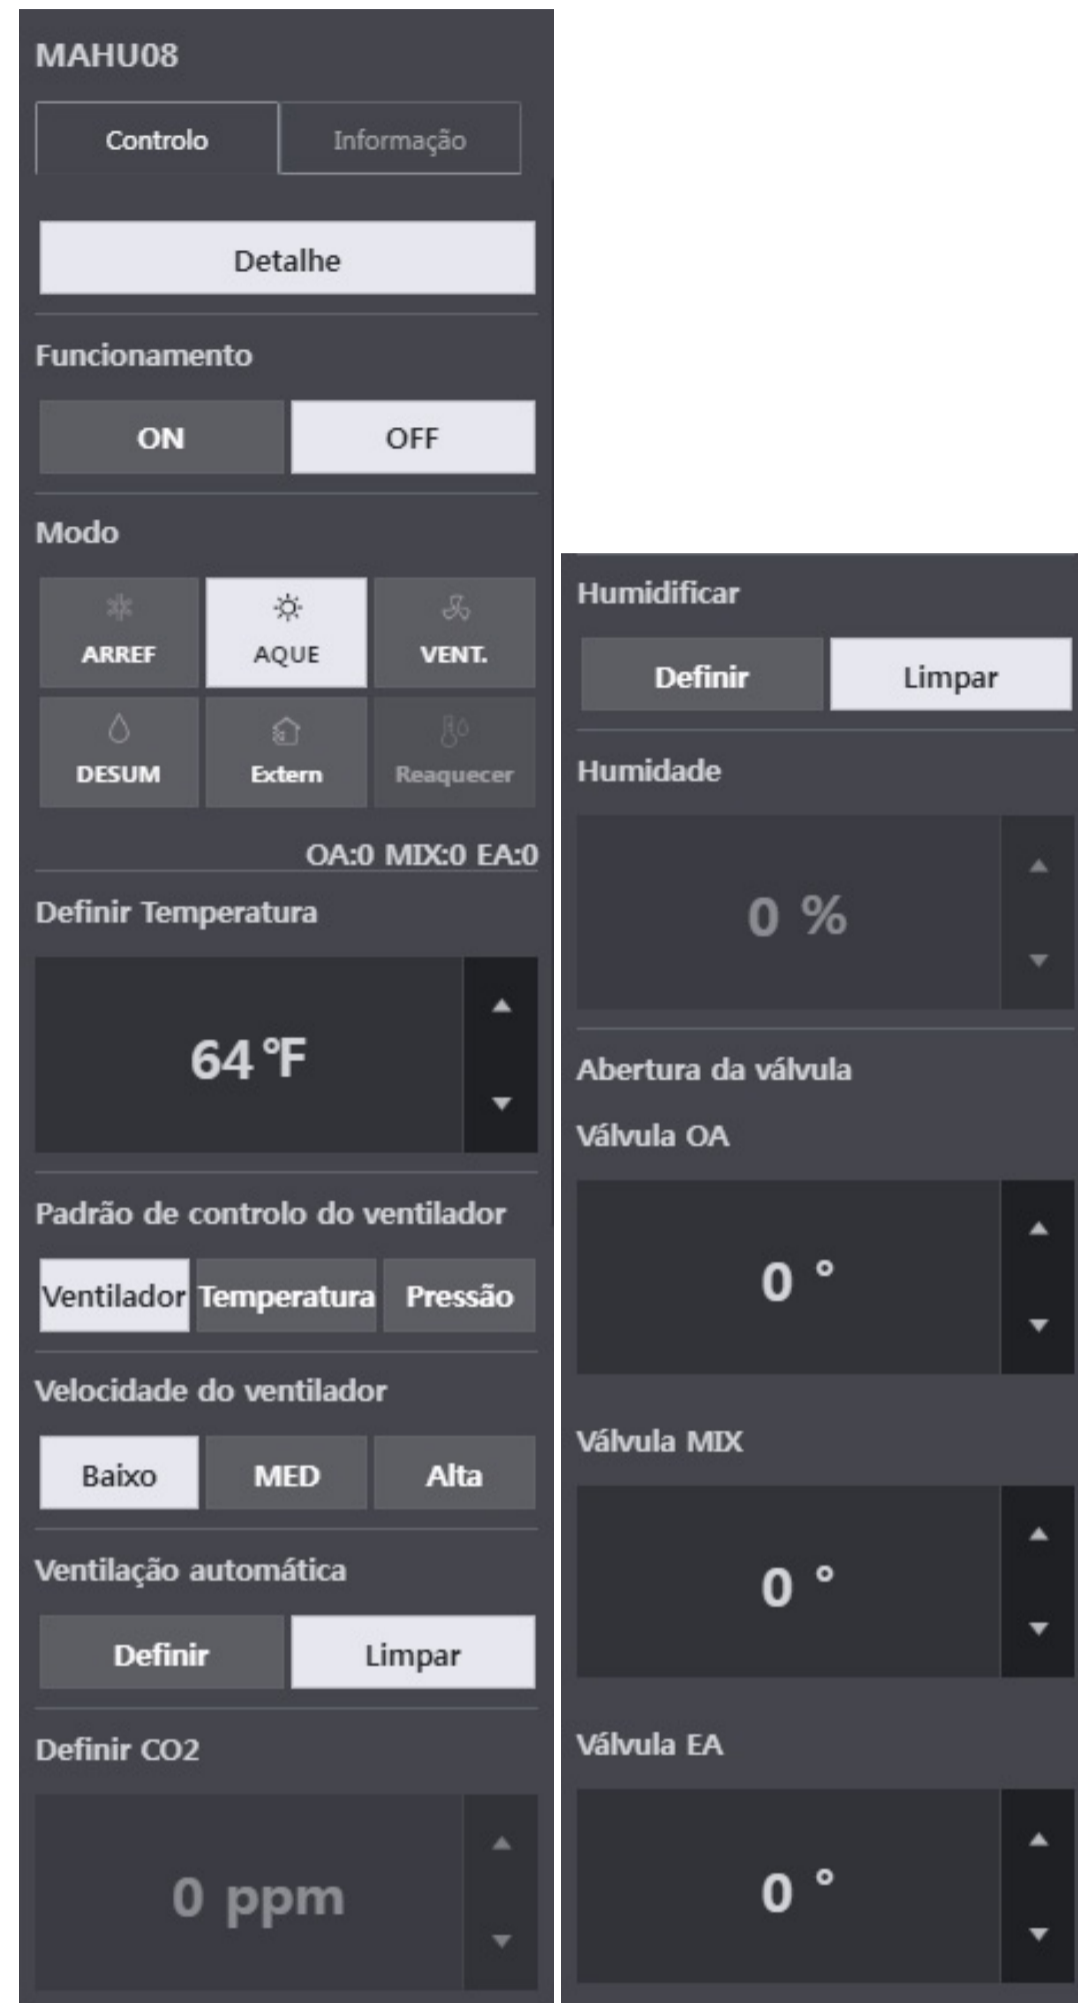 MAHU08
Controlo Informação
Detalhe
Funcionamento
ON OFF
Modo
ARREF AQUE VENT.
DESUM Extern Reaquecer
OA:0 MIX:0 EA:0
Definir Temperatura
64°F
Padrão de controlo do ventilador
Ventilador Temperatura Pressão
Velocidade do ventilador
Baixo MED Alta
Ventilação automática
Definir Limpar
Definir CO2
0 ppm
Humidificar
Definir Limpar
Humidade
0 %
Abertura da válvula
Válvula OA
0 °
Válvula MIX
0 °
Válvula EA
0 °